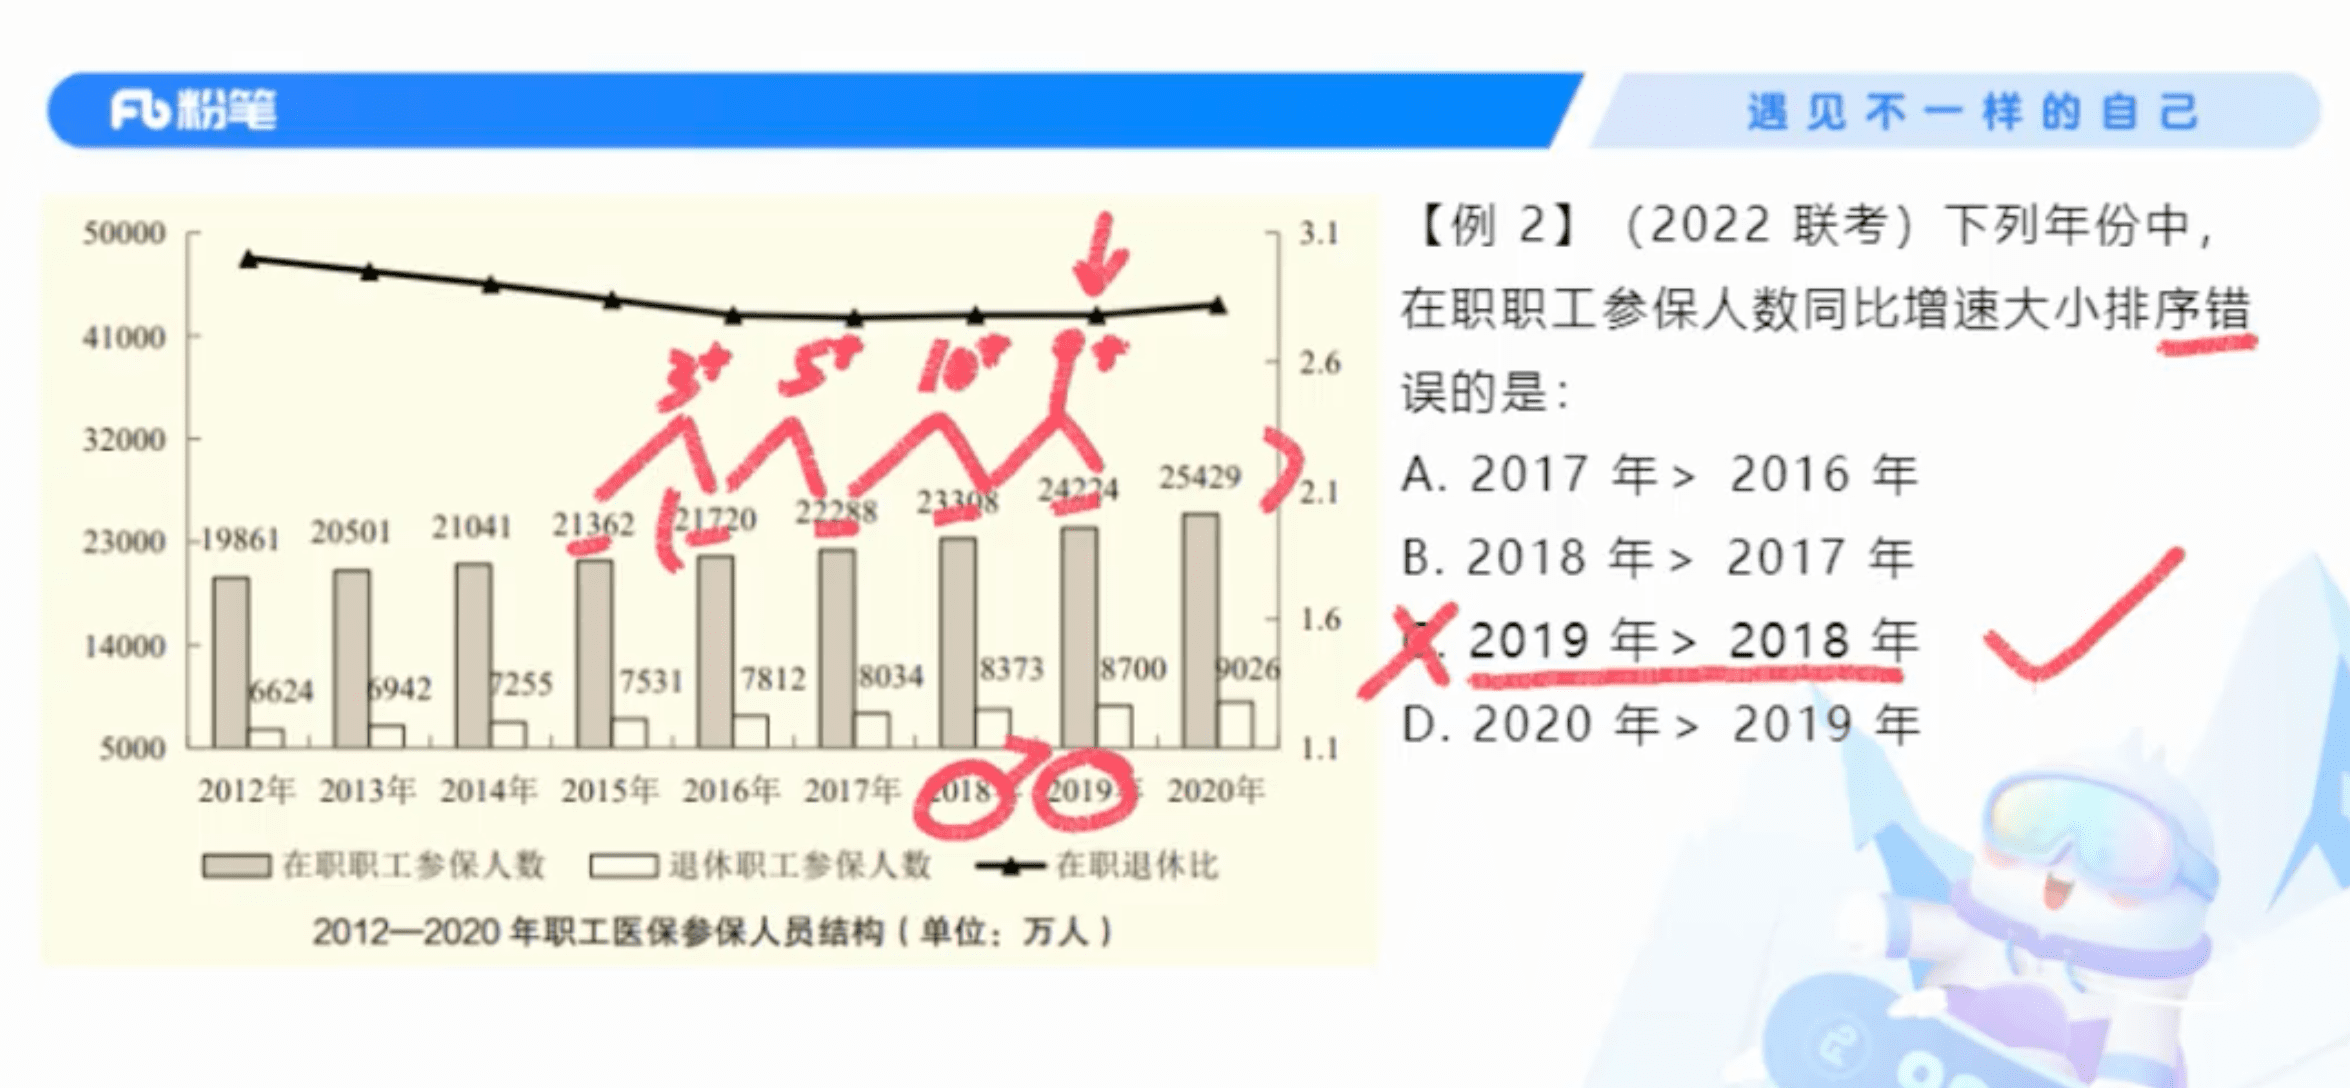 粉笔
遇见不一样的自己
50000
41000
32000
23000
14000
5000
3.1
2.6
2.1
1.6
1.1
3+
5+
10+
9+
19861 20501 21041 21362 21720 22288 23308 24224 25429
6624 6942 7255 7531 7812 8034 8373 8700 9026
2012年 2013年 2014年 2015年 2016年 2017年 2018年 2019年 2020年
在职职工参保人数 退休职工参保人数 在职退休比
2012—2020 年职工医保参保人员结构（单位：万人）
【例 2】（2022 联考）下列年份中，
在职职工参保人数同比增速大小排序错
误的是：
A. 2017 年> 2016 年
B. 2018 年> 2017 年
C. 2019 年> 2018 年
D. 2020 年> 2019 年